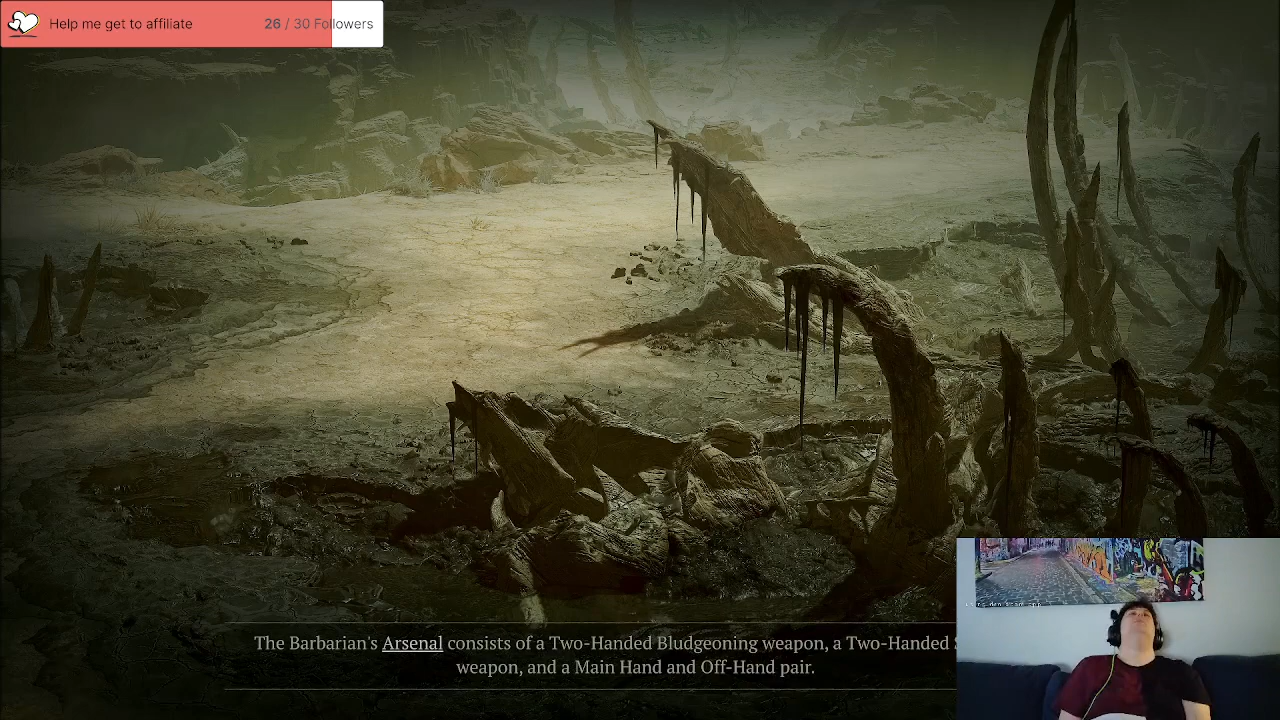 Help me get to affiliate 26 / 30 Followers
The Barbarian's Arsenal consists of a Two-Handed Bludgeoning weapon, a Two-Handed
weapon, and a Main Hand and Off-Hand pair.